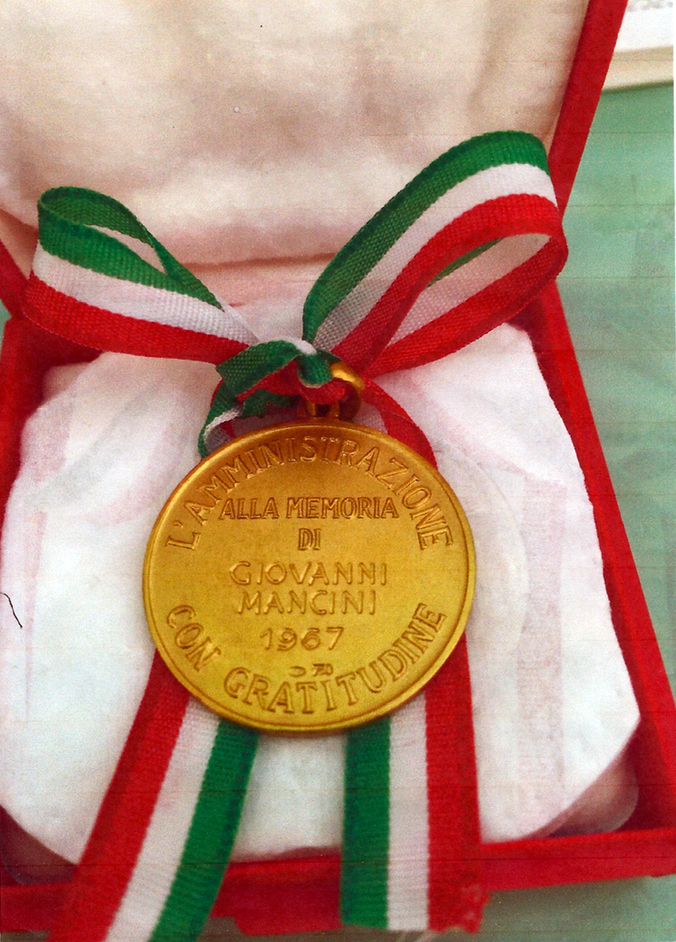 L'AMMINISTRAZIONE
ALLA MEMORIA
DI
GIOVANNI
MANCINI
1967
CON GRATITUDINE